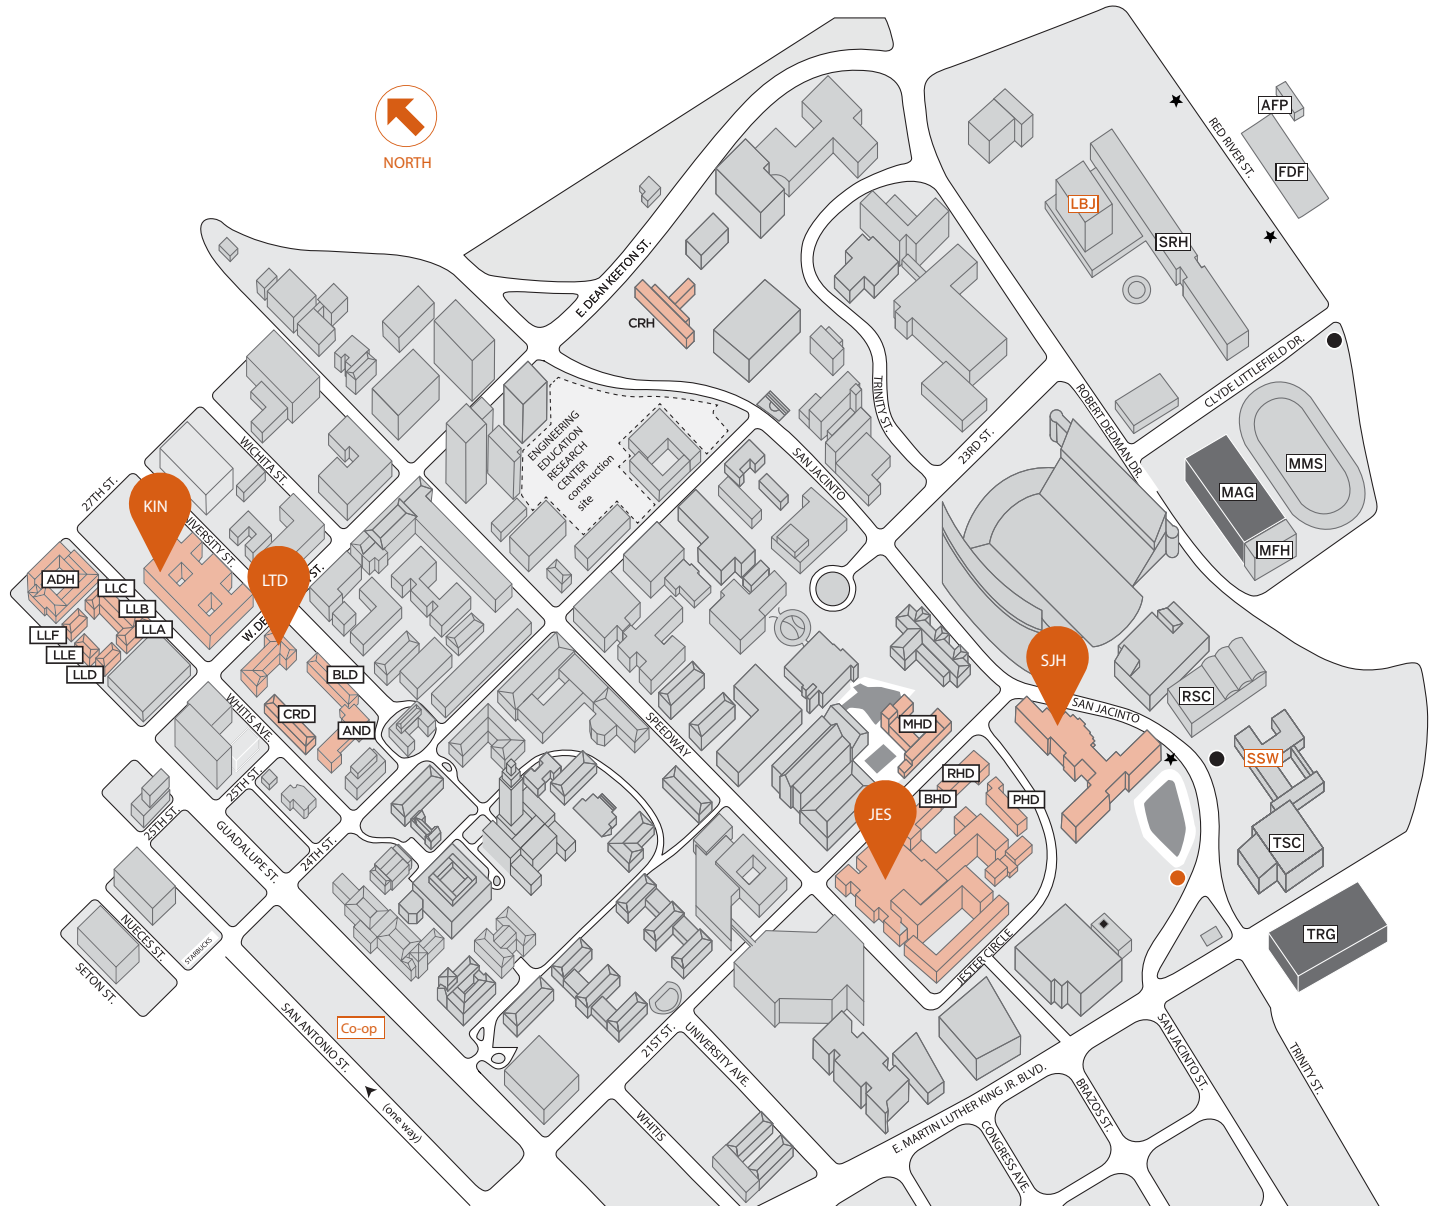 NORTH
AFP
RED RIVER ST.
FDF
LBJ
SRH
E. DEAN KEETON ST.
CRH
CLYDE LITTLEFIELD DR.
TRINITY ST.
ROBERT DEDMAN DR.
23RD ST.
ENGINEERING
EDUCATION
RESEARCH
CENTER
construction
site
SAN JACINTO
WICHITA ST.
27TH ST.
MMS
MAG
MFH
KIN
UNIVERSITY ST.
LTD
W. DE
ST.
ADH
LLC
LLB
LLA
LLF
LLE
LLD
BLD
CRD
AND
WHITIS AVE.
SPEEDWAY
SJH
SAN JACINTO
RSC
SSW
MHD
RHD
BHD
PHD
JES
TSC
TRG
25TH ST.
25TH ST.
GUADALUPE ST.
24TH ST.
NUECES ST.
STARBUCKS
SETON ST.
SAN ANTONIO ST.
Co-op
(one way)
JESTER CIRCLE
21ST ST.
UNIVERSITY AVE.
WHITIS
E. MARTIN LUTHER KING JR. BLVD.
CONGRESS AVE.
BRAZOS ST.
SAN JACINTO ST.
TRINITY ST.